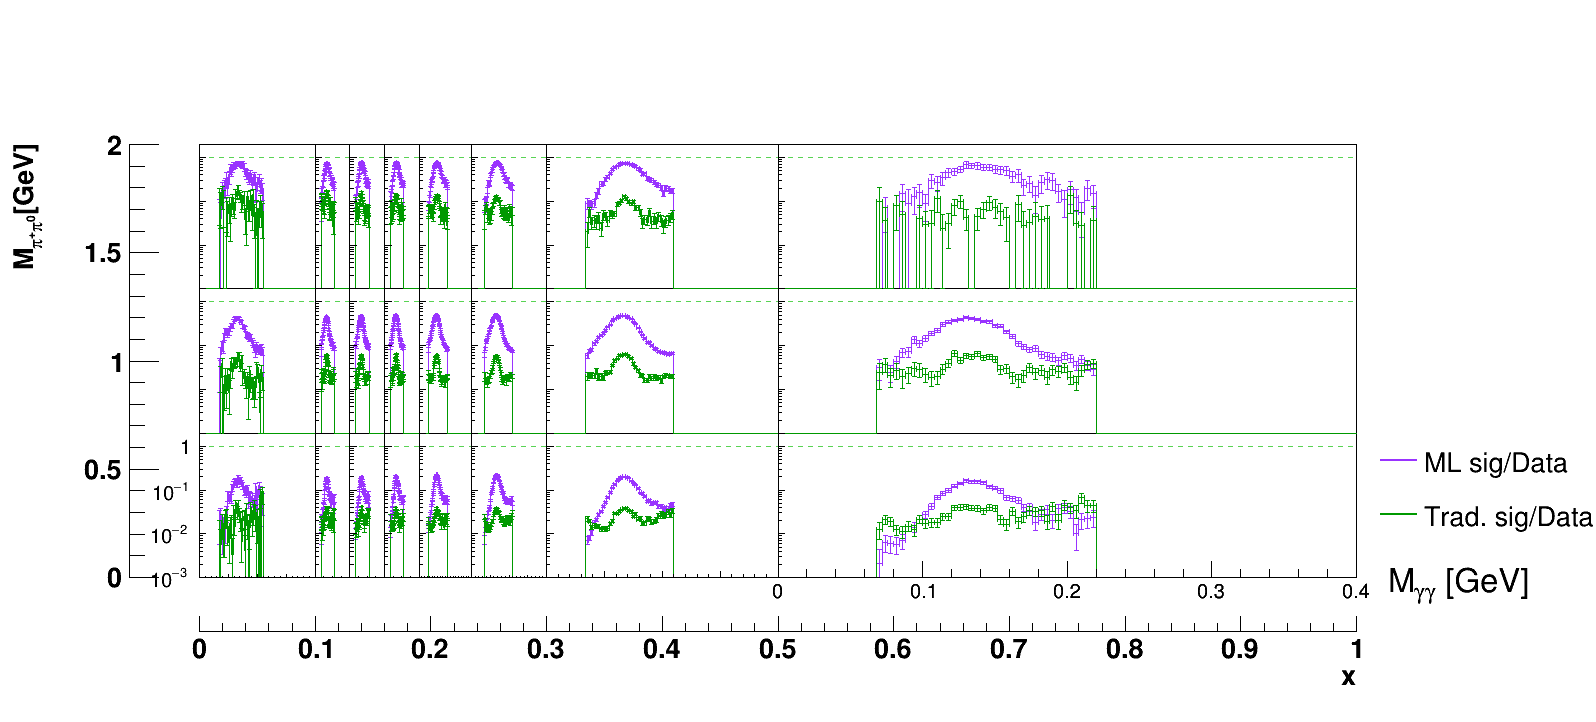 M π⁺π⁰ [GeV]
2
1.5
1
0.5
0
1
10⁻¹
10⁻²
10⁻³
0 0.1 0.2 0.3 0.4
M γγ [GeV]
0 0.1 0.2 0.3 0.4 0.5 0.6 0.7 0.8 0.9 1
x
ML sig/Data
Trad. sig/Data